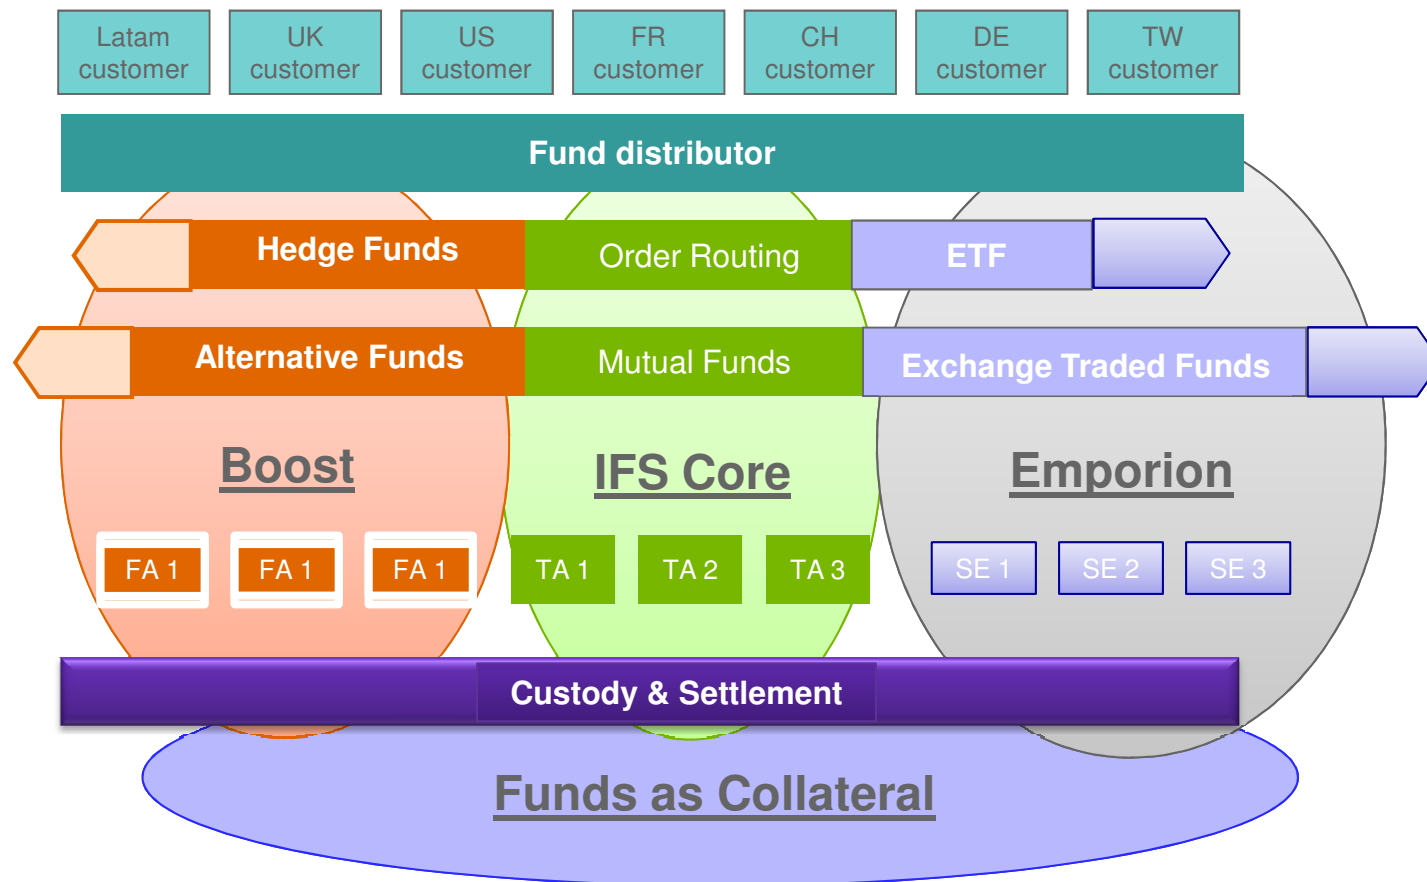 Latam
customer
UK
customer
US
customer
FR
customer
CH
customer
DE
customer
TW
customer
Fund distributor
Hedge Funds
Order Routing
ETF
Alternative Funds
Mutual Funds
Exchange Traded Funds
Boost
IFS Core
Emporion
FA 1
FA 1
FA 1
TA 1
TA 2
TA 3
SE 1
SE 2
SE 3
Custody & Settlement
Funds as Collateral